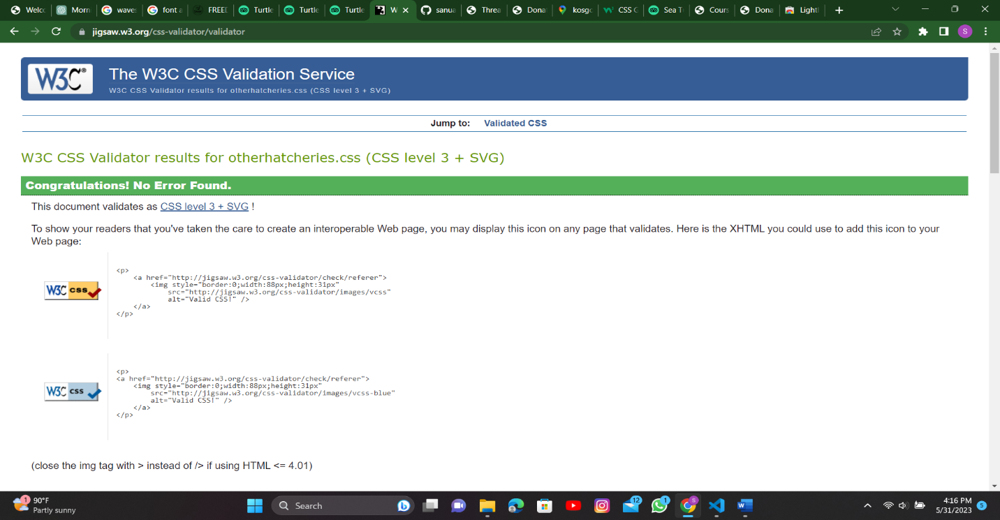 Welc
Morn
wave
font a
FREE
Turtle
Turtle
Turtle
W
sanua
Threa
Dona
kosgo
CSS
Sea T
Cours
Dona
Light
jigsaw.w3.org/css-validator/validator
S
W3C®
The W3C CSS Validation Service
W3C CSS Validator results for otherhatcheries.css (CSS level 3 + SVG)
Jump to: Validated CSS
W3C CSS Validator results for otherhatcheries.css (CSS level 3 + SVG)
Congratulations! No Error Found.
This document validates as CSS level 3 + SVG !
To show your readers that you've taken the care to create an interoperable Web page, you may display this icon on any page that validates. Here is the XHTML you could use to add this icon to your
Web page:
W3C css
<p>
<a href="http://jigsaw.w3.org/css-validator/check/referer">
<img style="border:0;width:88px;height:31px"
src="http://jigsaw.w3.org/css-validator/images/vcss"
alt="Valid CSS!" />
</a>
</p>
W3C css
<p>
<a href="http://jigsaw.w3.org/css-validator/check/referer">
<img style="border:0;width:88px;height:31px"
src="http://jigsaw.w3.org/css-validator/images/vcss-blue"
alt="Valid CSS!" />
</a>
</p>
(close the img tag with > instead of /> if using HTML <= 4.01)
1
90°F
Partly sunny
Search
12
1
S
W
4:16 PM
5/31/2023
5